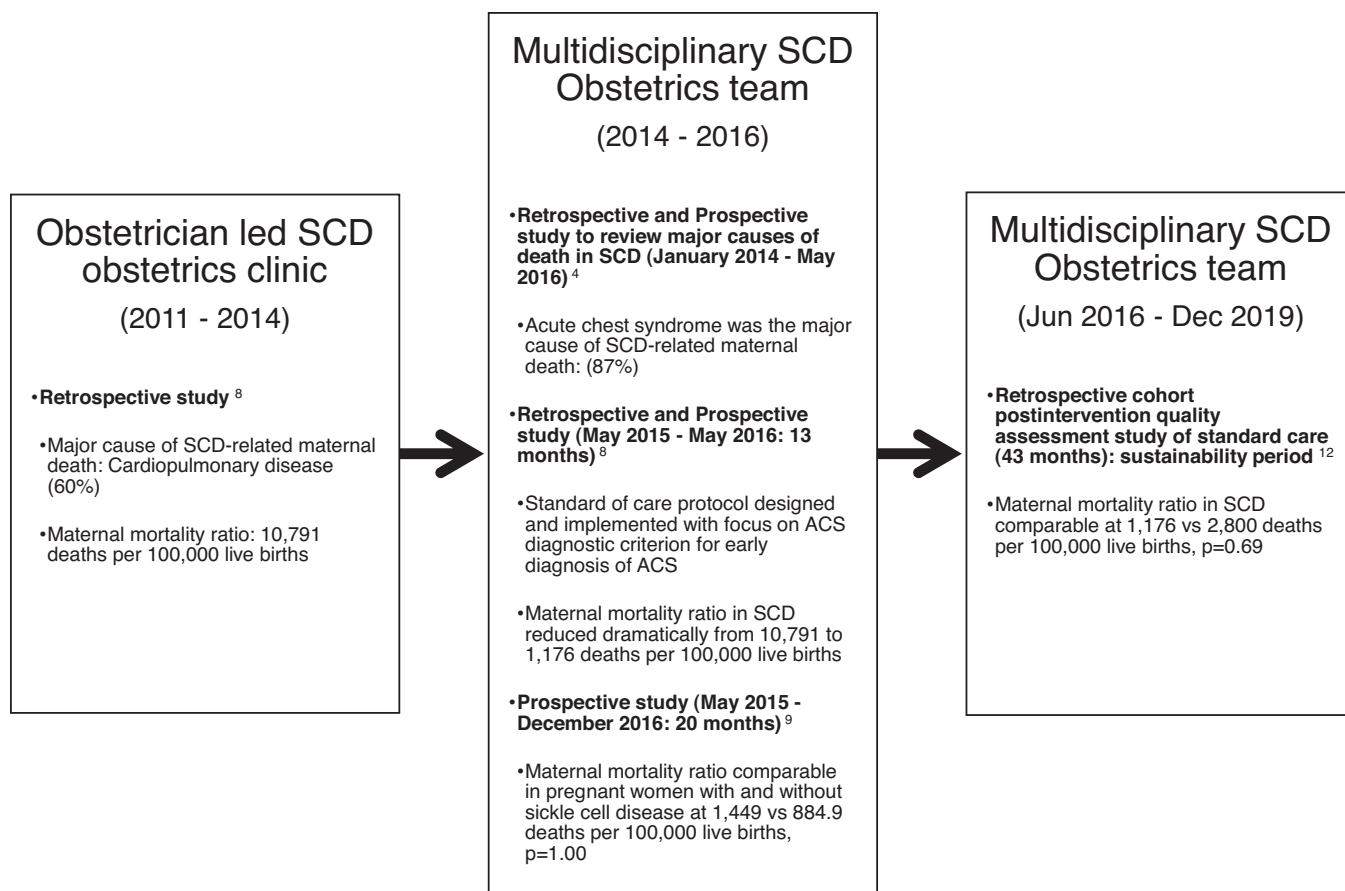 Obstetrician led SCD
obstetrics clinic
(2011 - 2014)
•Retrospective study 8
•Major cause of SCD-related maternal
death: Cardiopulmonary disease
(60%)
•Maternal mortality ratio: 10,791
deaths per 100,000 live births
Multidisciplinary SCD
Obstetrics team
(2014 - 2016)
•Retrospective and Prospective
study to review major causes of
death in SCD (January 2014 - May
2016) 4
•Acute chest syndrome was the major
cause of SCD-related maternal
death: (87%)
•Retrospective and Prospective
study (May 2015 - May 2016: 13
months) 8
•Standard of care protocol designed
and implemented with focus on ACS
diagnostic criterion for early
diagnosis of ACS
•Maternal mortality ratio in SCD
reduced dramatically from 10,791 to
1,176 deaths per 100,000 live births
•Prospective study (May 2015 -
December 2016: 20 months) 9
•Maternal mortality ratio comparable
in pregnant women with and without
sickle cell disease at 1,449 vs 884.9
deaths per 100,000 live births,
p=1.00
Multidisciplinary SCD
Obstetrics team
(Jun 2016 - Dec 2019)
•Retrospective cohort
postintervention quality
assessment study of standard care
(43 months): sustainability period 12
•Maternal mortality ratio in SCD
comparable at 1,176 vs 2,800 deaths
per 100,000 live births, p=0.69